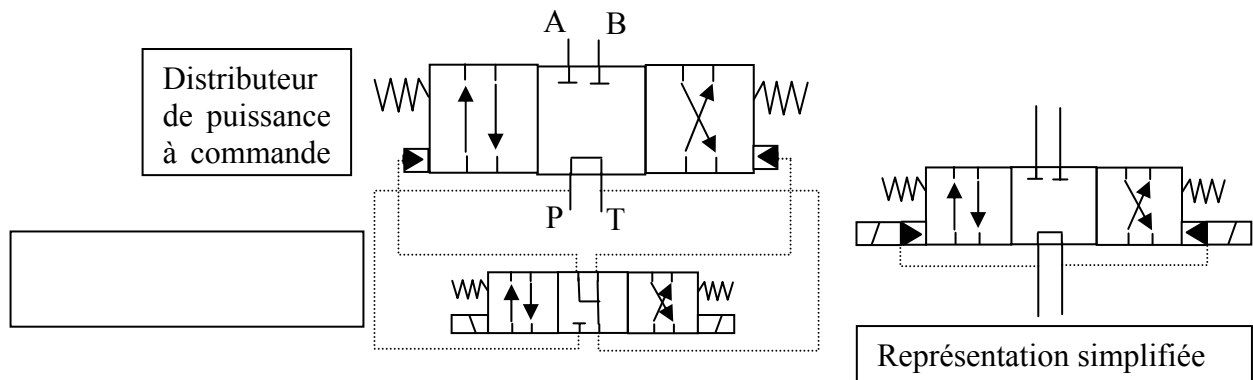 A B
Distributeur
de puissance
à commande
P T
Représentation simplifiée